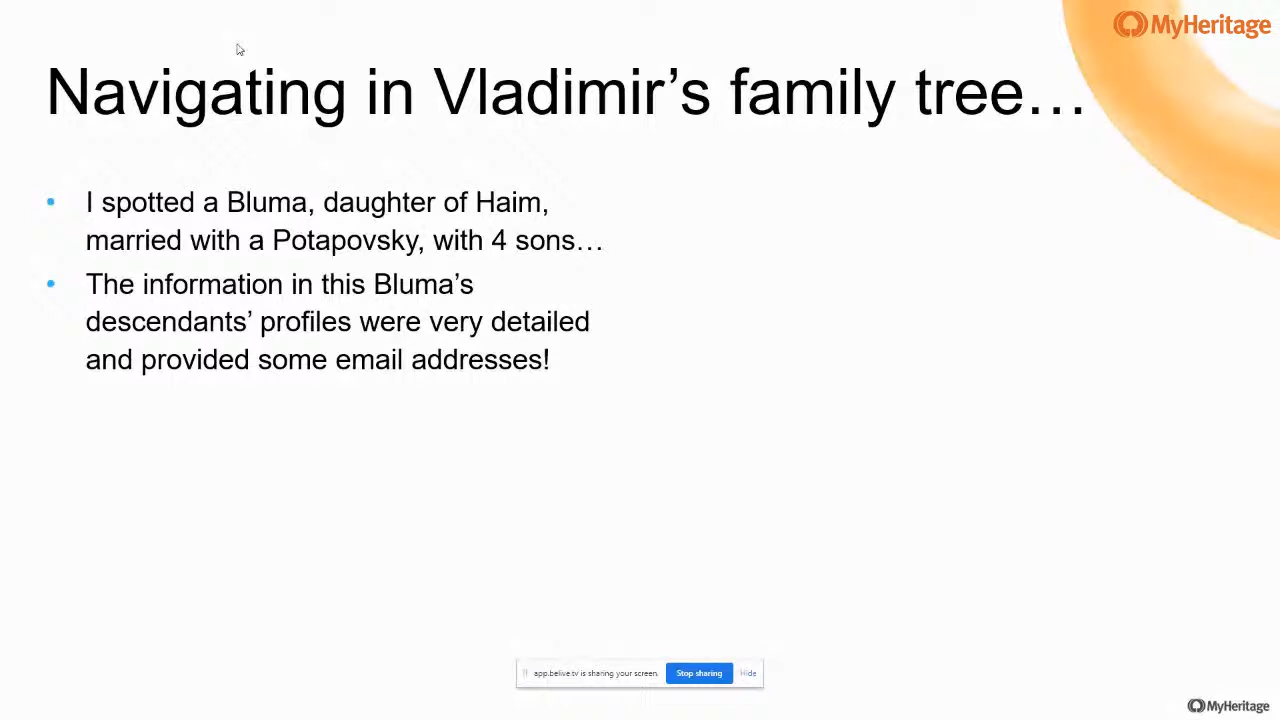 MyHeritage
Navigating in Vladimir’s family tree…
• I spotted a Bluma, daughter of Haim,
married with a Potapovsky, with 4 sons…
• The information in this Bluma’s
descendants’ profiles were very detailed
and provided some email addresses!
app.belive.tv is sharing your screen. Stop sharing Hide
MyHeritage